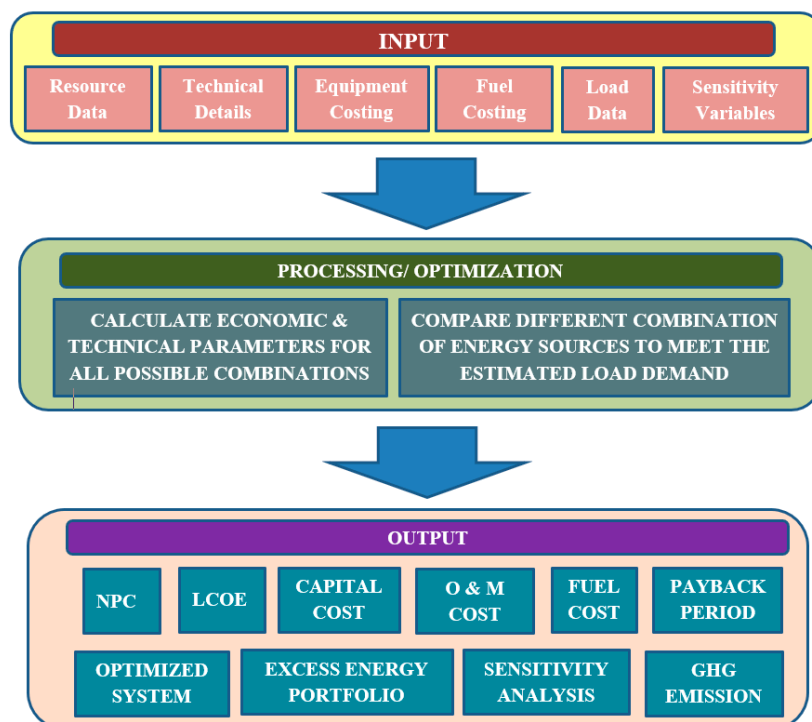 INPUT
Resource
Data
Technical
Details
Equipment
Costing
Fuel
Costing
Load
Data
Sensitivity
Variables
PROCESSING/ OPTIMIZATION
CALCULATE ECONOMIC &
TECHNICAL PARAMETERS FOR
ALL POSSIBLE COMBINATIONS
COMPARE DIFFERENT COMBINATION
OF ENERGY SOURCES TO MEET THE
ESTIMATED LOAD DEMAND
OUTPUT
NPC
LCOE
CAPITAL
COST
O & M
COST
FUEL
COST
PAYBACK
PERIOD
OPTIMIZED
SYSTEM
EXCESS ENERGY
PORTFOLIO
SENSITIVITY
ANALYSIS
GHG
EMISSION